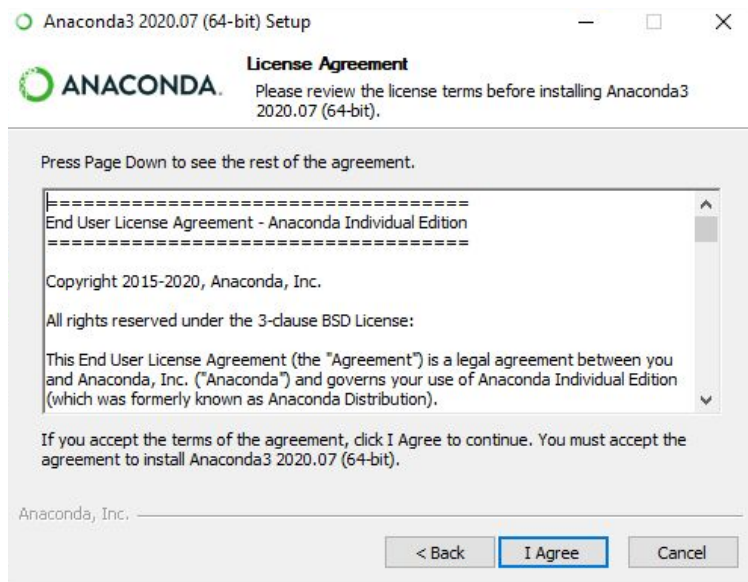 Anaconda3 2020.07 (64-bit) Setup
ANACONDA.
License Agreement
Please review the license terms before installing Anaconda3
2020.07 (64-bit).
Press Page Down to see the rest of the agreement.
===================================
End User License Agreement - Anaconda Individual Edition
===================================
Copyright 2015-2020, Anaconda, Inc.
All rights reserved under the 3-clause BSD License:
This End User License Agreement (the "Agreement") is a legal agreement between you
and Anaconda, Inc. ("Anaconda") and governs your use of Anaconda Individual Edition
(which was formerly known as Anaconda Distribution).
If you accept the terms of the agreement, click I Agree to continue. You must accept the
agreement to install Anaconda3 2020.07 (64-bit).
Anaconda, Inc.
< Back
I Agree
Cancel